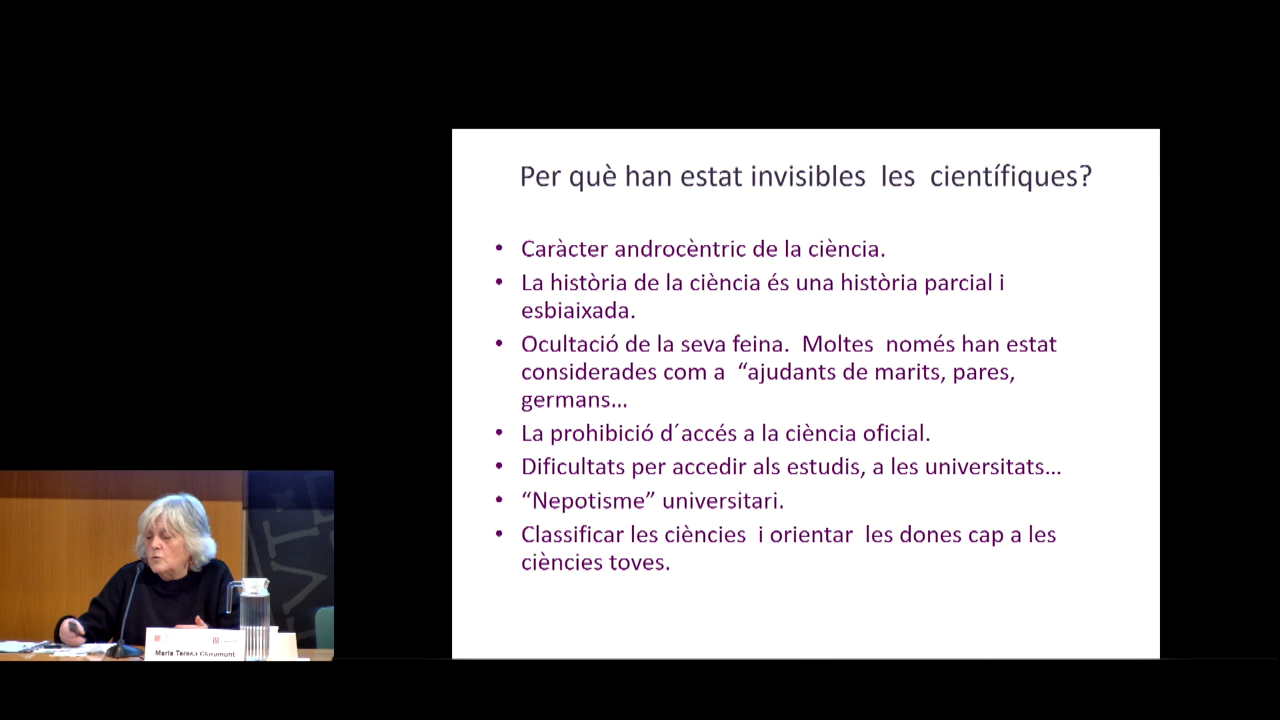 Per què han estat invisibles les científiques?
• Caràcter androcèntric de la ciència.
• La història de la ciència és una història parcial i
esbiaixada.
• Ocultació de la seva feina. Moltes només han estat
considerades com a “ajudants de marits, pares,
germans...
• La prohibició d´accés a la ciència oficial.
• Dificultats per accedir als estudis, a les universitats...
• “Nepotisme” universitari.
• Classificar les ciències i orientar les dones cap a les
ciències toves.
Maria Teresa Claramunt